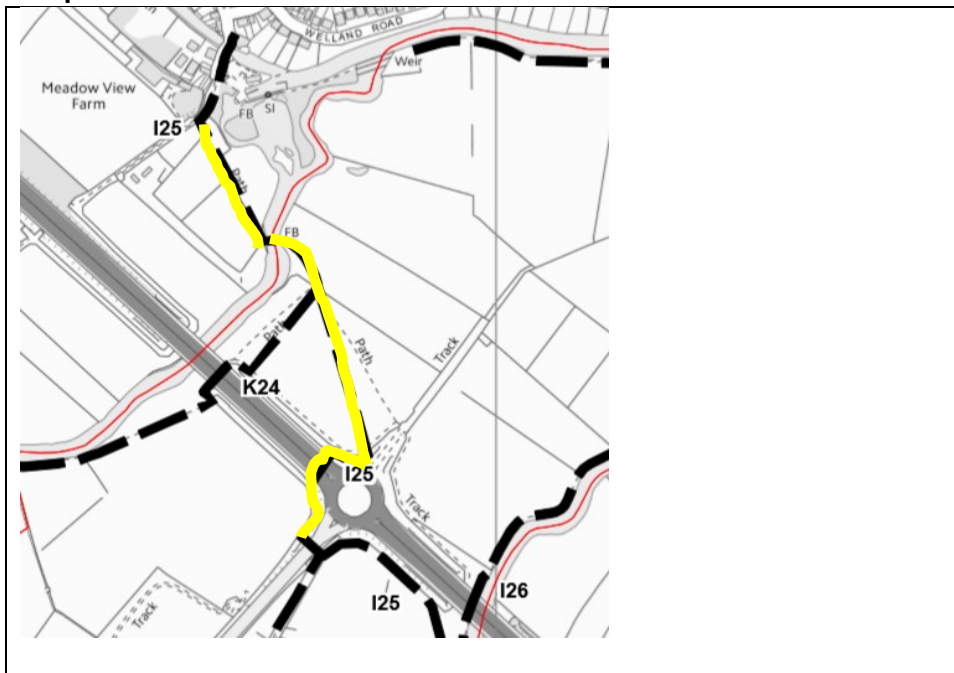 WELLAND ROAD
Weir
Meadow View
Farm
SI
FB
I25
Path
FB
Path
Path
Track
K24
I25
Track
I26
I25
Track